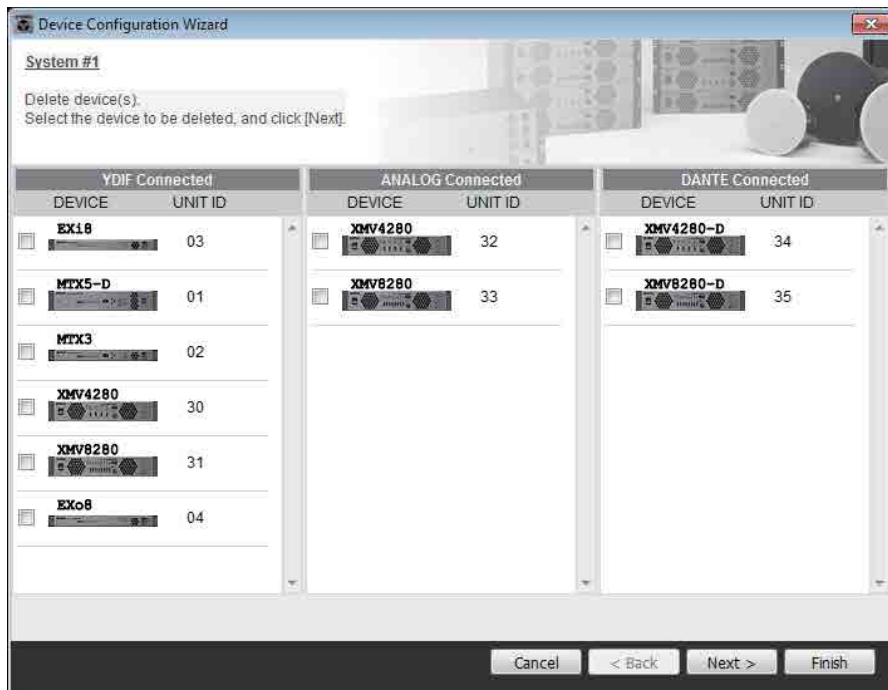 Device Configuration Wizard
System #1
Delete device(s).
Select the device to be deleted, and click [Next].
YDIF Connected
DEVICE UNIT ID
EXi8 03
MTX5-D 01
MTX3 02
XMV4280 30
XMV8280 31
EXo8 04
ANALOG Connected
DEVICE UNIT ID
XMV4280 32
XMV8280 33
DANTE Connected
DEVICE UNIT ID
XMV4280-D 34
XMV8280-D 35
Cancel < Back Next > Finish